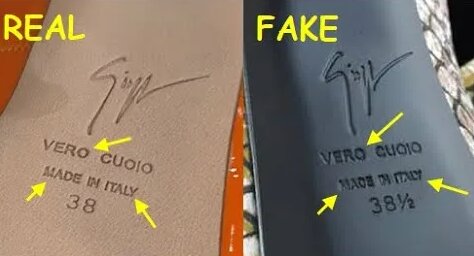 REAL
VERO CUOIO
MADE IN ITALY
38
FAKE
VERO CUOIO
MADE IN ITALY
38½